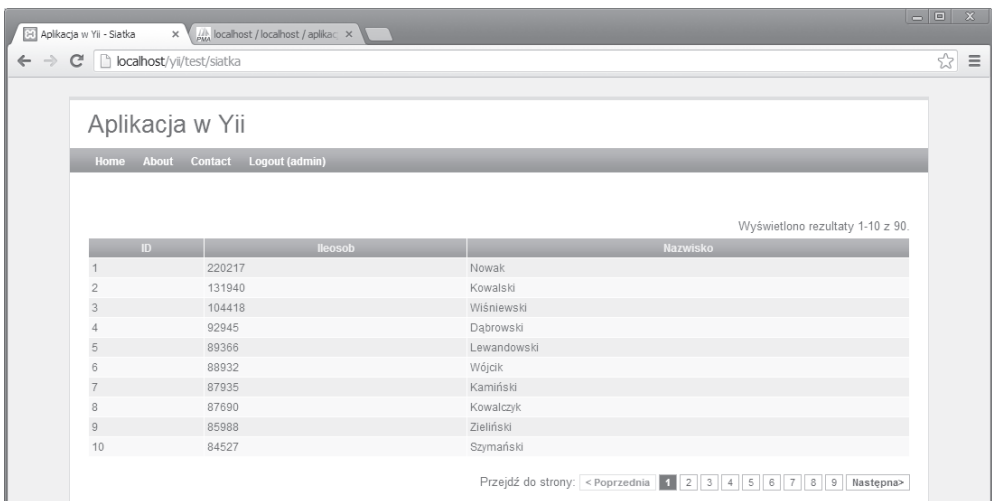 Aplikacja w Yii - Siatka × localhost / localhost / aplikac ×
localhost/yii/test/siatka
Aplikacja w Yii
Home About Contact Logout (admin)
Wyświetlono rezultaty 1-10 z 90.
ID Ileosob Nazwisko
1 220217 Nowak
2 131940 Kowalski
3 104418 Wiśniewski
4 92945 Dąbrowski
5 89366 Lewandowski
6 88932 Wójcik
7 87935 Kamiński
8 87690 Kowalczyk
9 85988 Zieliński
10 84527 Szymański
Przejdź do strony: < Poprzednia 1 2 3 4 5 6 7 8 9 Następna>